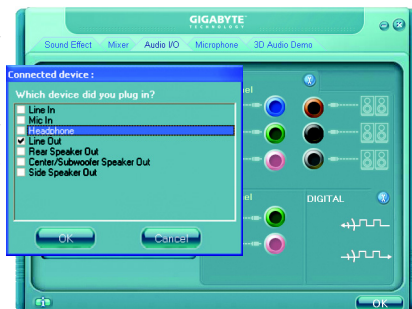 GIGABYTE
TECHNOLOGY
Sound Effect Mixer Audio I/O Microphone 3D Audio Demo
Connected device :
Which device did you plug in?
Line In
Mic In
Headphone
Line Out
Rear Speaker Out
Center/Subwoofer Speaker Out
Side Speaker Out
OK Cancel
el
el
DIGITAL
OK